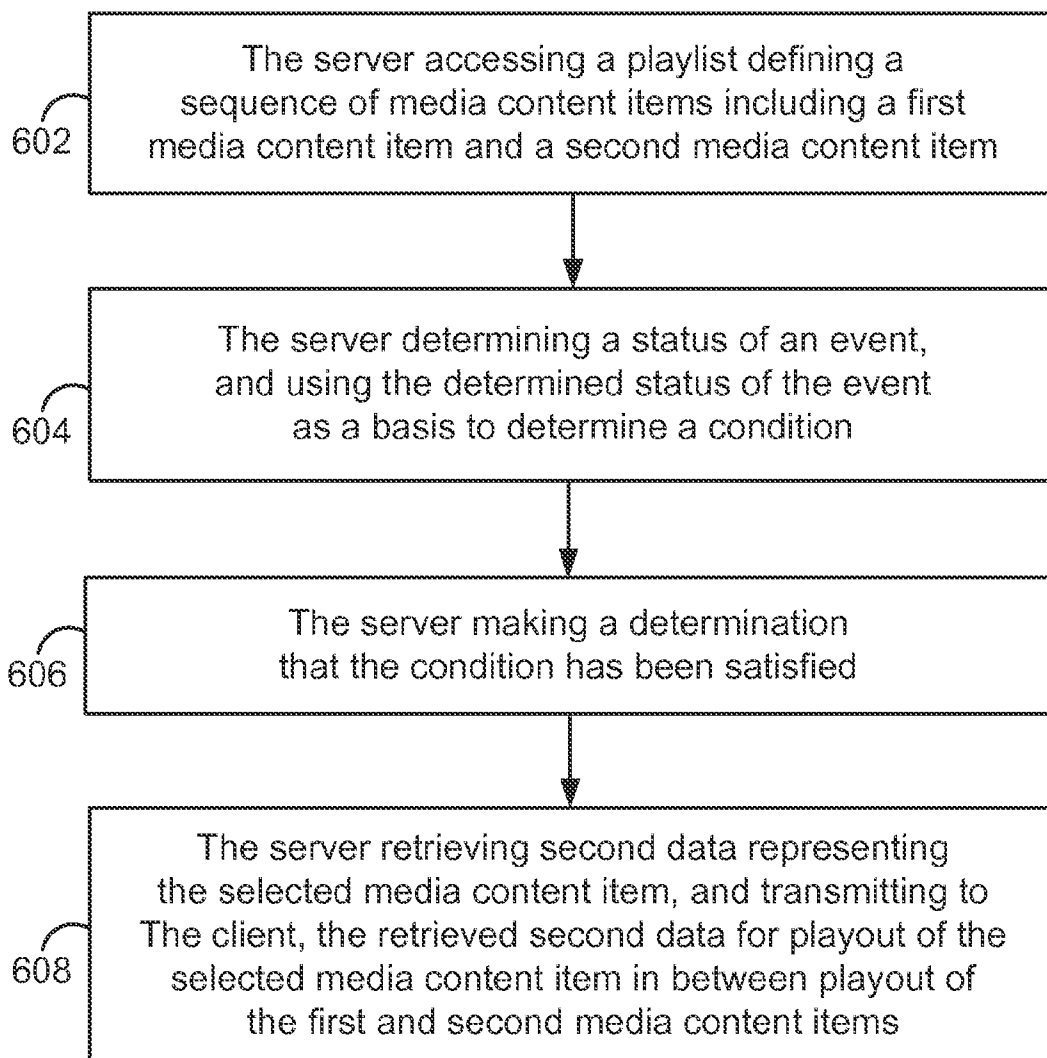 The server accessing a playlist defining a
sequence of media content items including a first
media content item and a second media content item
602
The server determining a status of an event,
and using the determined status of the event
as a basis to determine a condition
604
The server making a determination
that the condition has been satisfied
606
The server retrieving second data representing
the selected media content item, and transmitting to
The client, the retrieved second data for playout of the
selected media content item in between playout of
the first and second media content items
608